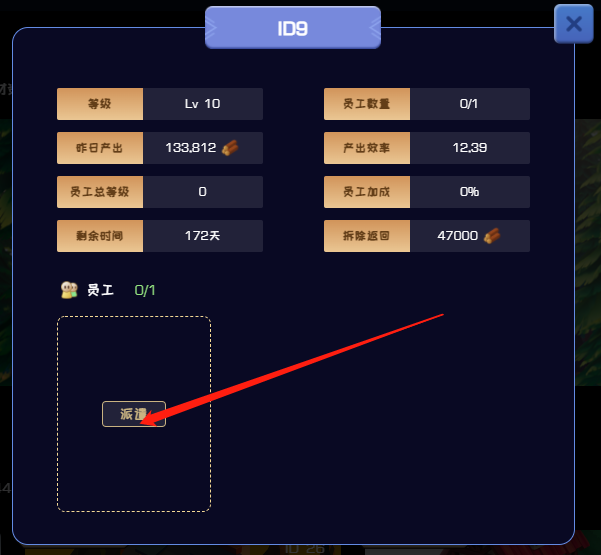 ID9
等级 Lv 10 员工数量 0/1
昨日产出 133,812 产出效率 12,39
员工总等级 0 员工加成 0%
剩余时间 172天 拆除返回 47000
员工 0/1
派遣
ID 26